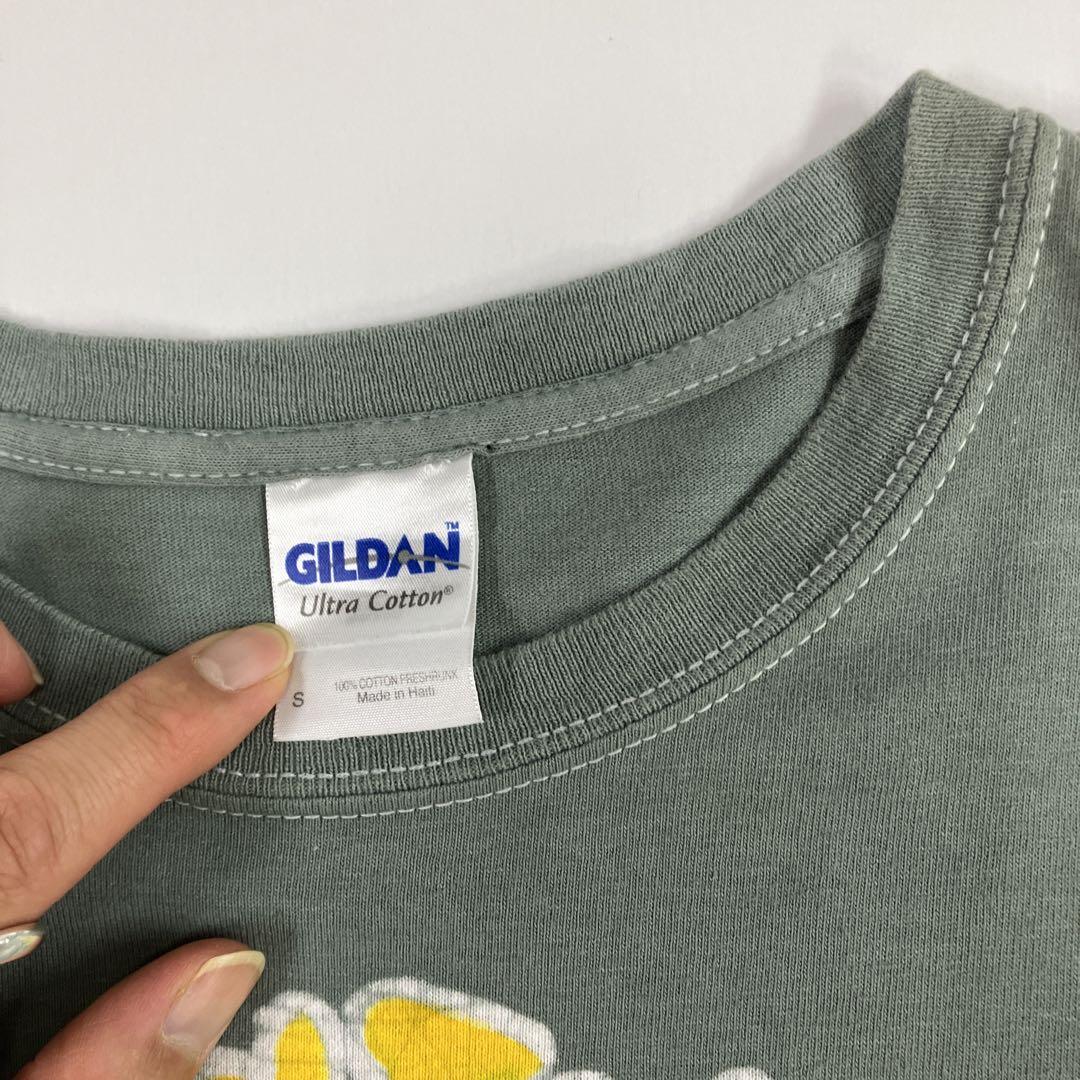 GILDAN™
Ultra Cotton®
100% COTTON PRESHRUNK
S Made in Haiti